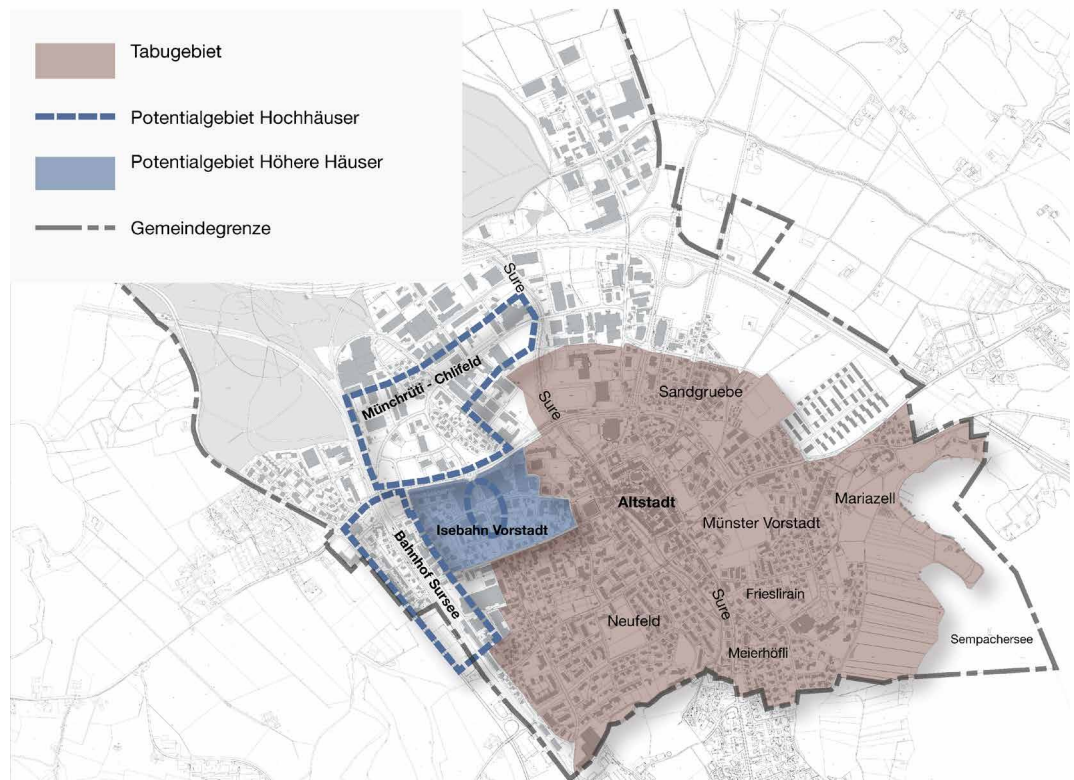 Tabugebiet
Potentialgebiet Hochhäuser
Potentialgebiet Höhere Häuser
Gemeindegrenze
Sure
Münchrüti - Chlifeld
Sure
Sandgruebe
Altstadt
Mariazell
Münster Vorstadt
Isebahn Vorstadt
Bahnhof Sursee
Frieslirain
Sure
Neufeld
Meierhöfli
Sempachersee